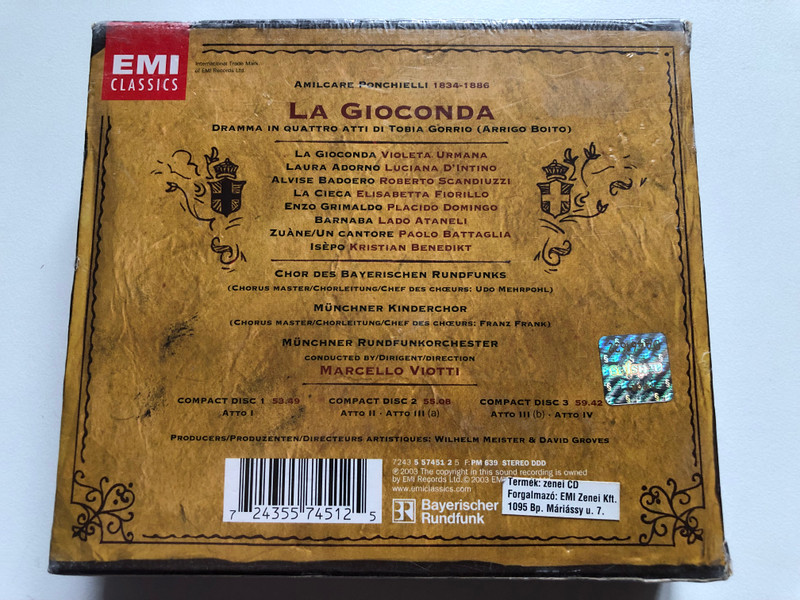 EMI
CLASSICS
International Trade Mark
of EMI Records Ltd.
AMILCARE PONCHIELLI 1834-1886
LA GIOCONDA
DRAMMA IN QUATTRO ATTI DI TOBIA GORRIO (ARRIGO BOITO)
LA GIOCONDA VIOLETA URMANA
LAURA ADORNO LUCIANA D'INTINO
ALVISE BADOERO ROBERTO SCANDIUZZI
LA CIECA ELISABETTA FIORILLO
ENZO GRIMALDO PLACIDO DOMINGO
BARNABA LADO ATANELI
ZUÀNE/UN CANTORE PAOLO BATTAGLIA
ISÈPO KRISTIAN BENEDIKT
CHOR DES BAYERISCHEN RUNDFUNKS
(CHORUS MASTER/CHORLEITUNG/CHEF DES CHŒURS: UDO MEHRPOHL)
MÜNCHNER KINDERCHOR
(CHORUS MASTER/CHORLEITUNG/CHEF DES CHŒURS: FRANZ FRANK)
MÜNCHNER RUNDFUNKORCHESTER
CONDUCTED BY/DIRIGENT/DIRECTION
MARCELLO VIOTTI
COMPACT DISC 1 53.49
ATTO I
COMPACT DISC 2 55.08
ATTO II · ATTO III (a)
COMPACT DISC 3 59.42
ATTO III (b) · ATTO IV
PRODUCERS/PRODUZENTEN/DIRECTEURS ARTISTIQUES: WILHELM MEISTER & DAVID GROVES
7243 5 57451 2 5 F: PM 639 STEREO DDD
℗ 2003 The copyright in this sound recording is owned
by EMI Records Ltd. © 2003 EMI
www.emiclassics.com
7 24355 74512 5
BR Bayerischer
Rundfunk
Termék: zenei CD
Forgalmazó: EMI Zenei Kft.
1095 Bp. Máriássy u. 7.